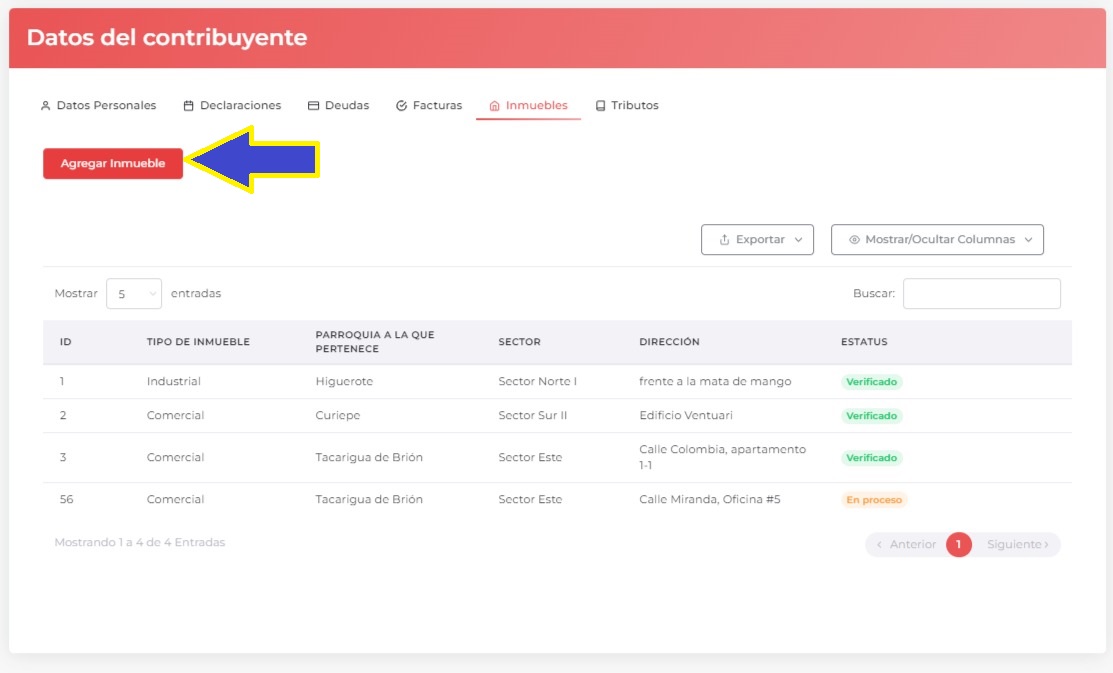 Datos del contribuyente
Datos Personales Declaraciones Deudas Facturas Inmuebles Tributos
Agregar Inmueble
Exportar Mostrar/Ocultar Columnas
Mostrar 5 entradas Buscar:
ID TIPO DE INMUEBLE PARROQUIA A LA QUE PERTENECE SECTOR DIRECCIÓN ESTATUS
1 Industrial Higuerote Sector Norte I frente a la mata de mango Verificado
2 Comercial Curiepe Sector Sur II Edificio Ventuari Verificado
3 Comercial Tacarigua de Brión Sector Este Calle Colombia, apartamento 1-1 Verificado
56 Comercial Tacarigua de Brión Sector Este Calle Miranda, Oficina #5 En proceso
Mostrando 1 a 4 de 4 Entradas
‹ Anterior 1 Siguiente ›